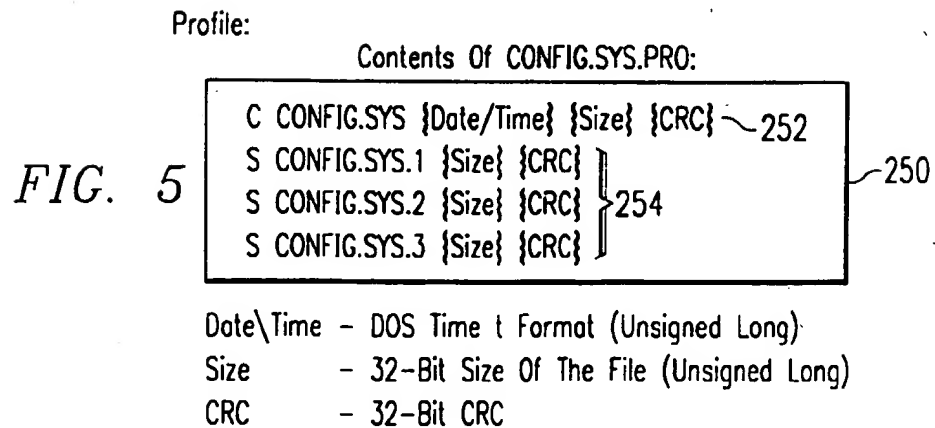 Profile:
Contents Of CONFIG.SYS.PRO:
C CONFIG.SYS {Date/Time} {Size} {CRC} 252
S CONFIG.SYS.1 {Size} {CRC}
S CONFIG.SYS.2 {Size} {CRC} 254
S CONFIG.SYS.3 {Size} {CRC}
250
FIG. 5
Date\Time - DOS Time t Format (Unsigned Long)
Size - 32-Bit Size Of The File (Unsigned Long)
CRC - 32-Bit CRC